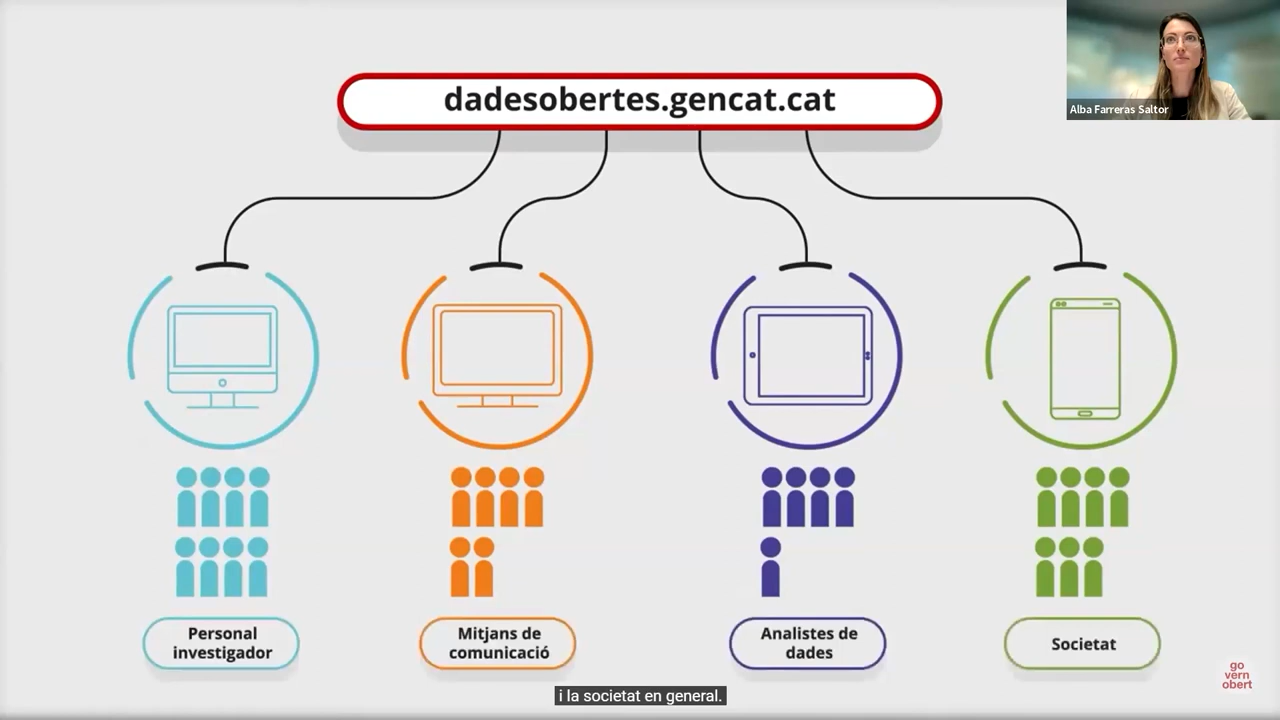 dadesobertes.gencat.cat
Alba Farreras Saltor
Personal
investigador
Mitjans de
comunicació
Analistes de
dades
Societat
i la societat en general.
go
vern
obert